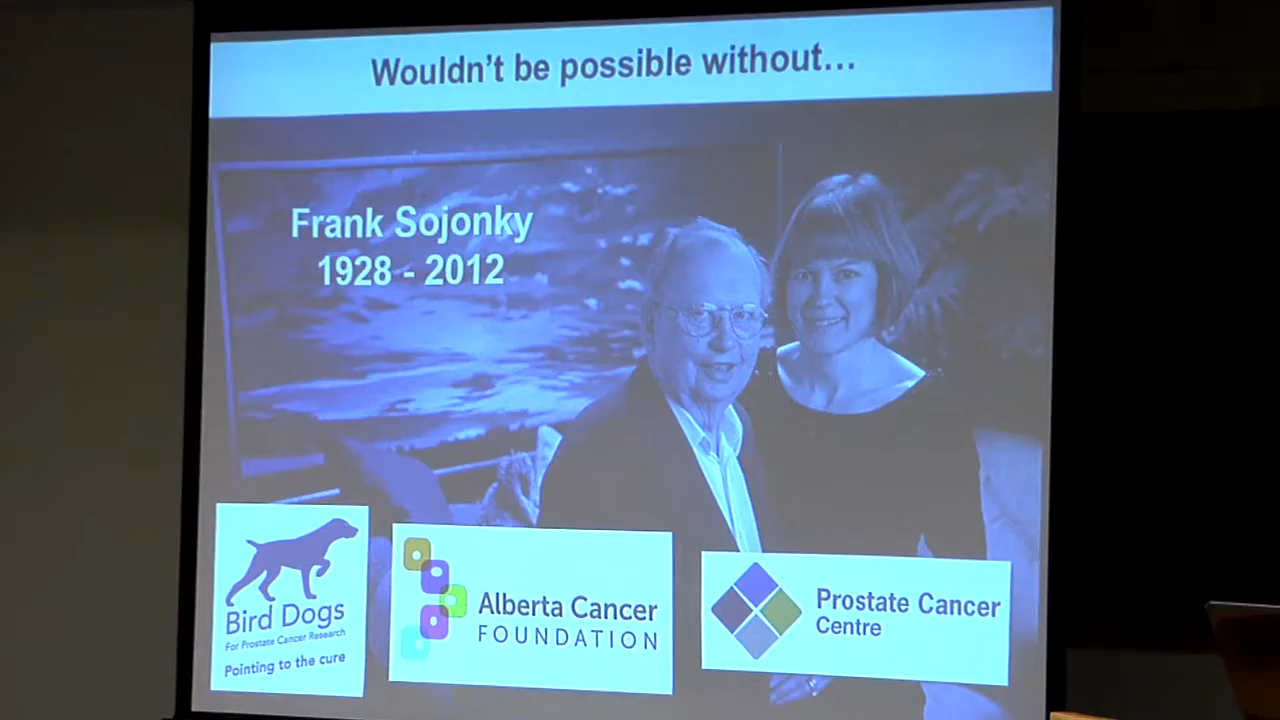 Wouldn't be possible without...
Frank Sojonky
1928 - 2012
Bird Dogs
For Prostate Cancer Research
Pointing to the cure
Alberta Cancer
FOUNDATION
Prostate Cancer
Centre